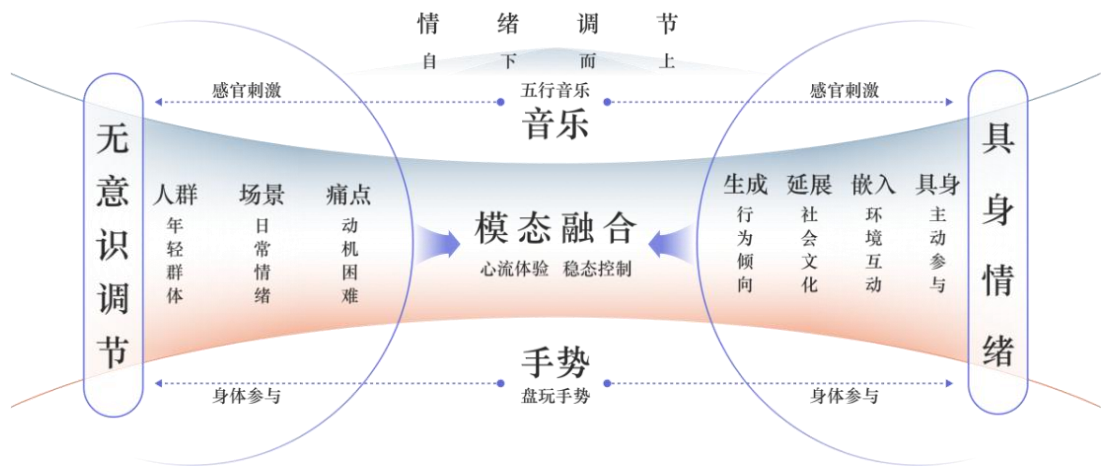 情绪调节
自下而上
感官刺激
五行音乐
感官刺激
音乐
无意识调节
人群
年轻群体
场景
日常情绪
痛点
动机困难
模态融合
心流体验 稳态控制
生成
行为倾向
延展
社会文化
嵌入
环境互动
具身
主动参与
具身情绪
手势
身体参与
盘玩手势
身体参与